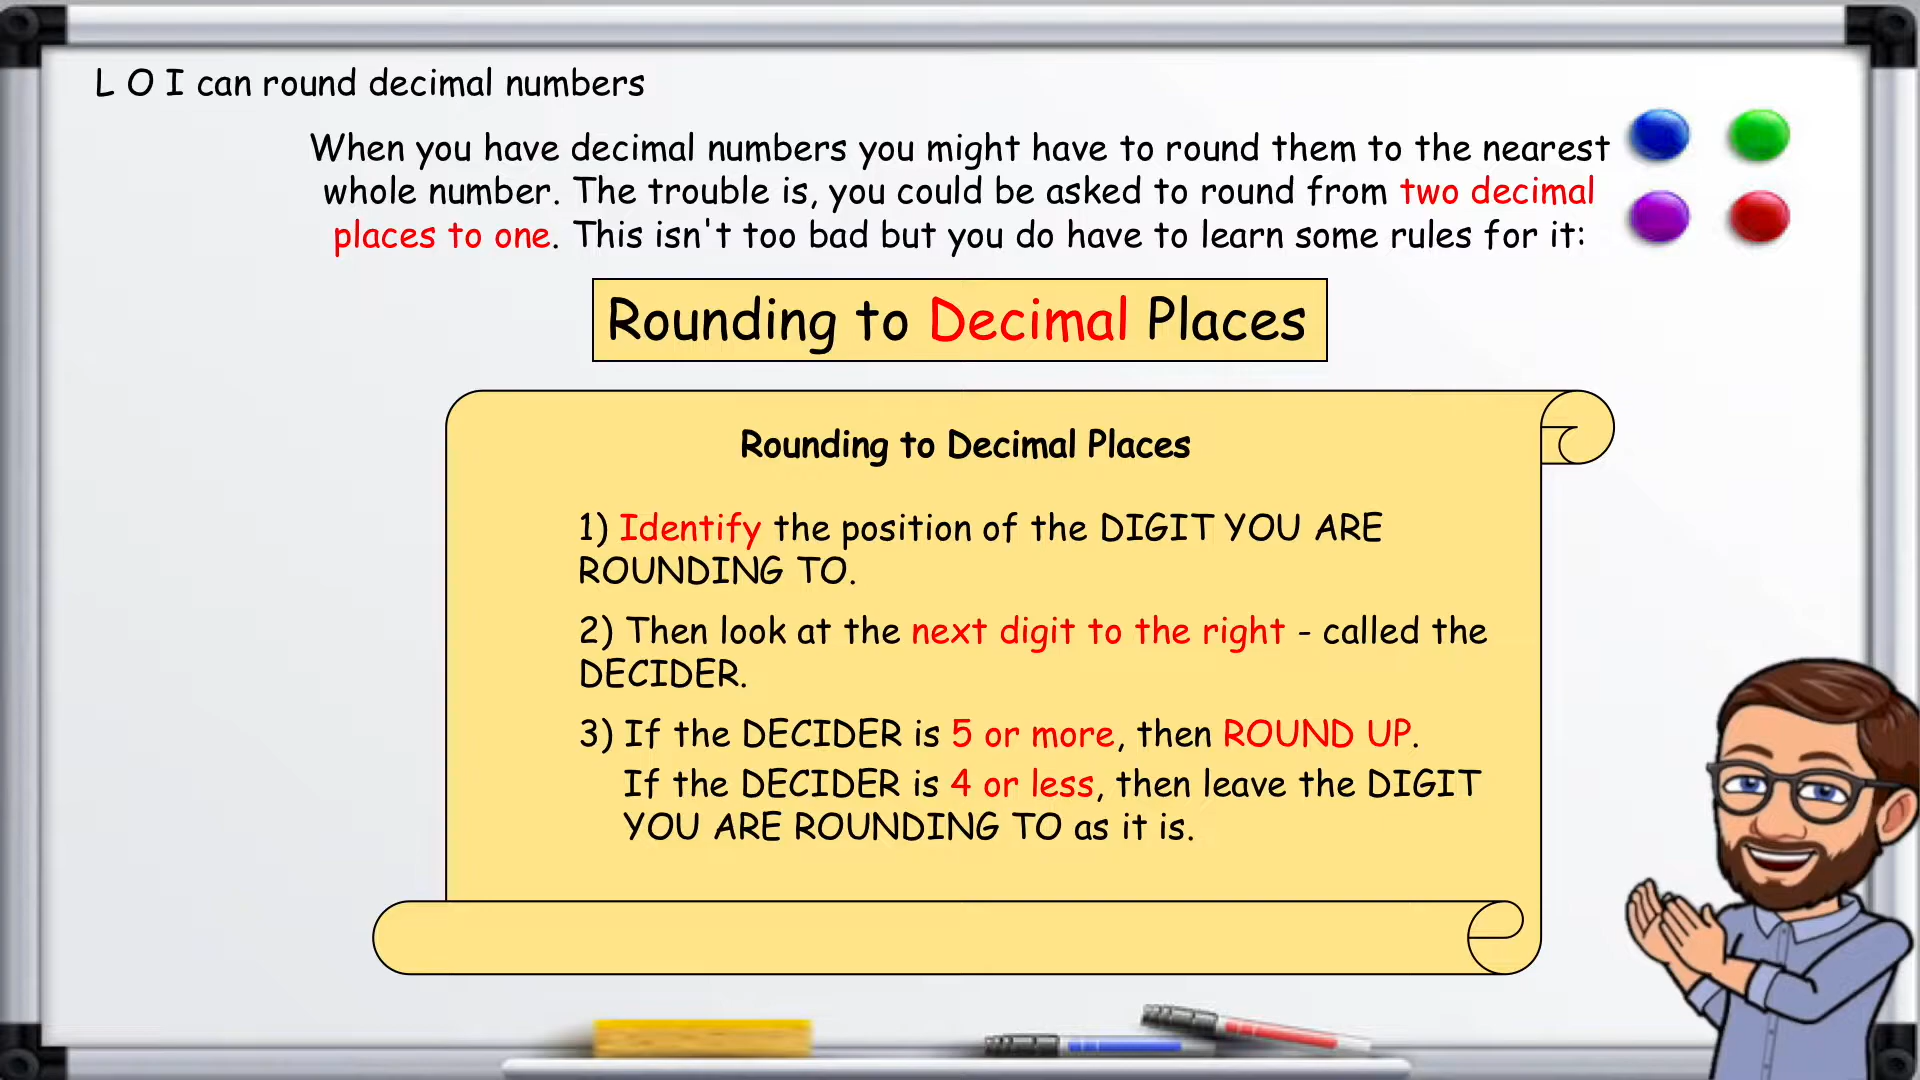 L O I can round decimal numbers
When you have decimal numbers you might have to round them to the nearest
whole number. The trouble is, you could be asked to round from two decimal
places to one. This isn't too bad but you do have to learn some rules for it:
Rounding to Decimal Places
Rounding to Decimal Places
1) Identify the position of the DIGIT YOU ARE
ROUNDING TO.
2) Then look at the next digit to the right - called the
DECIDER.
3) If the DECIDER is 5 or more, then ROUND UP.
If the DECIDER is 4 or less, then leave the DIGIT
YOU ARE ROUNDING TO as it is.